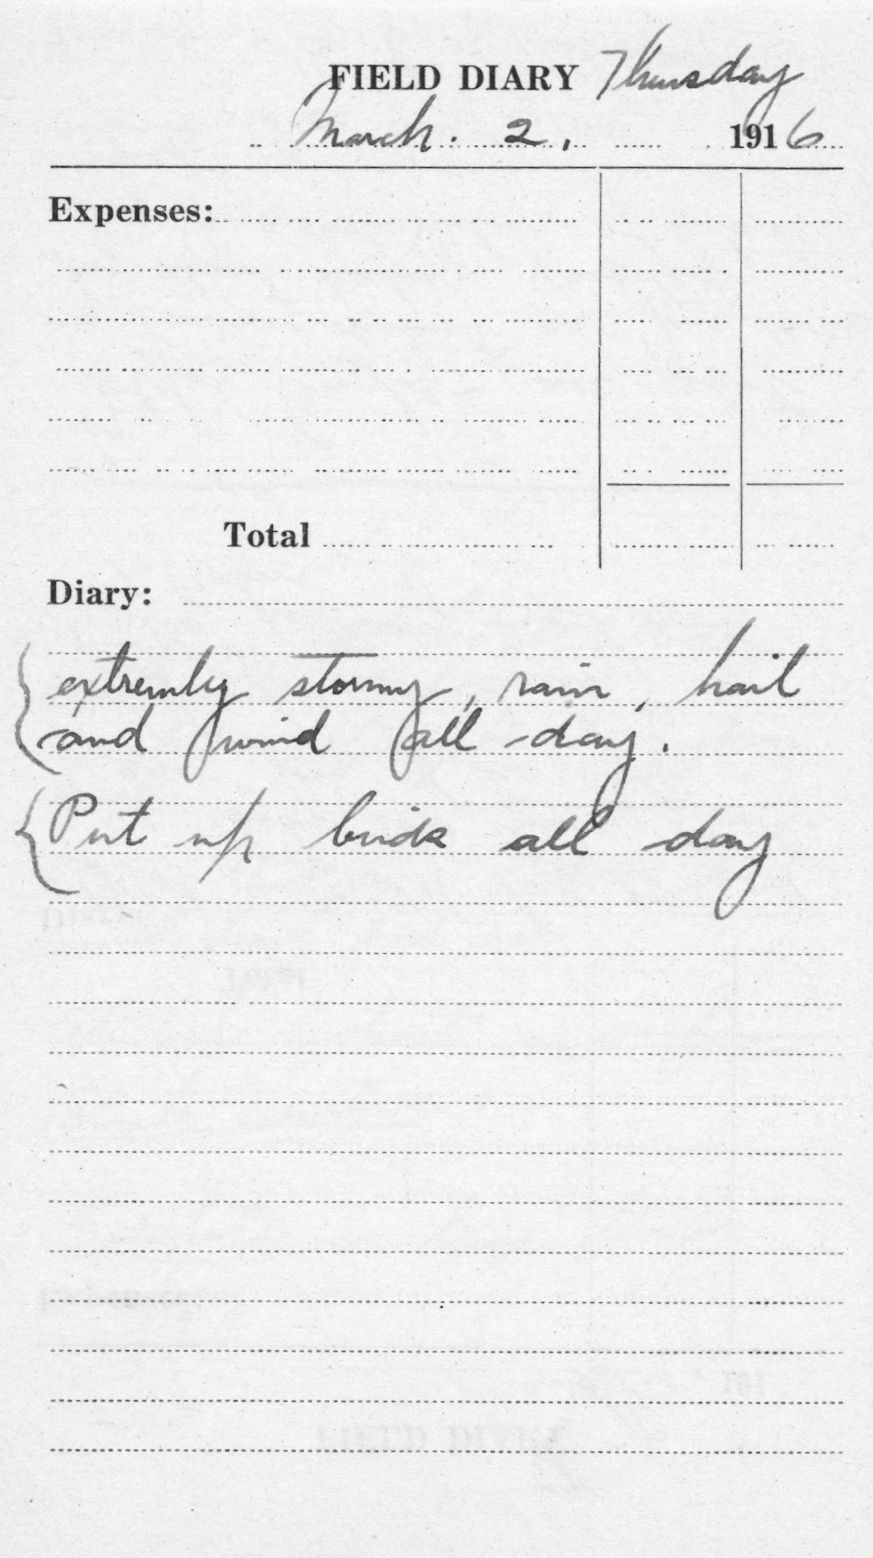 FIELD DIARY Thursday
March. 2, 1916
Expenses:
Total
Diary:
extremly stormy, rain, hail
and wind all day.
Put up birds all day